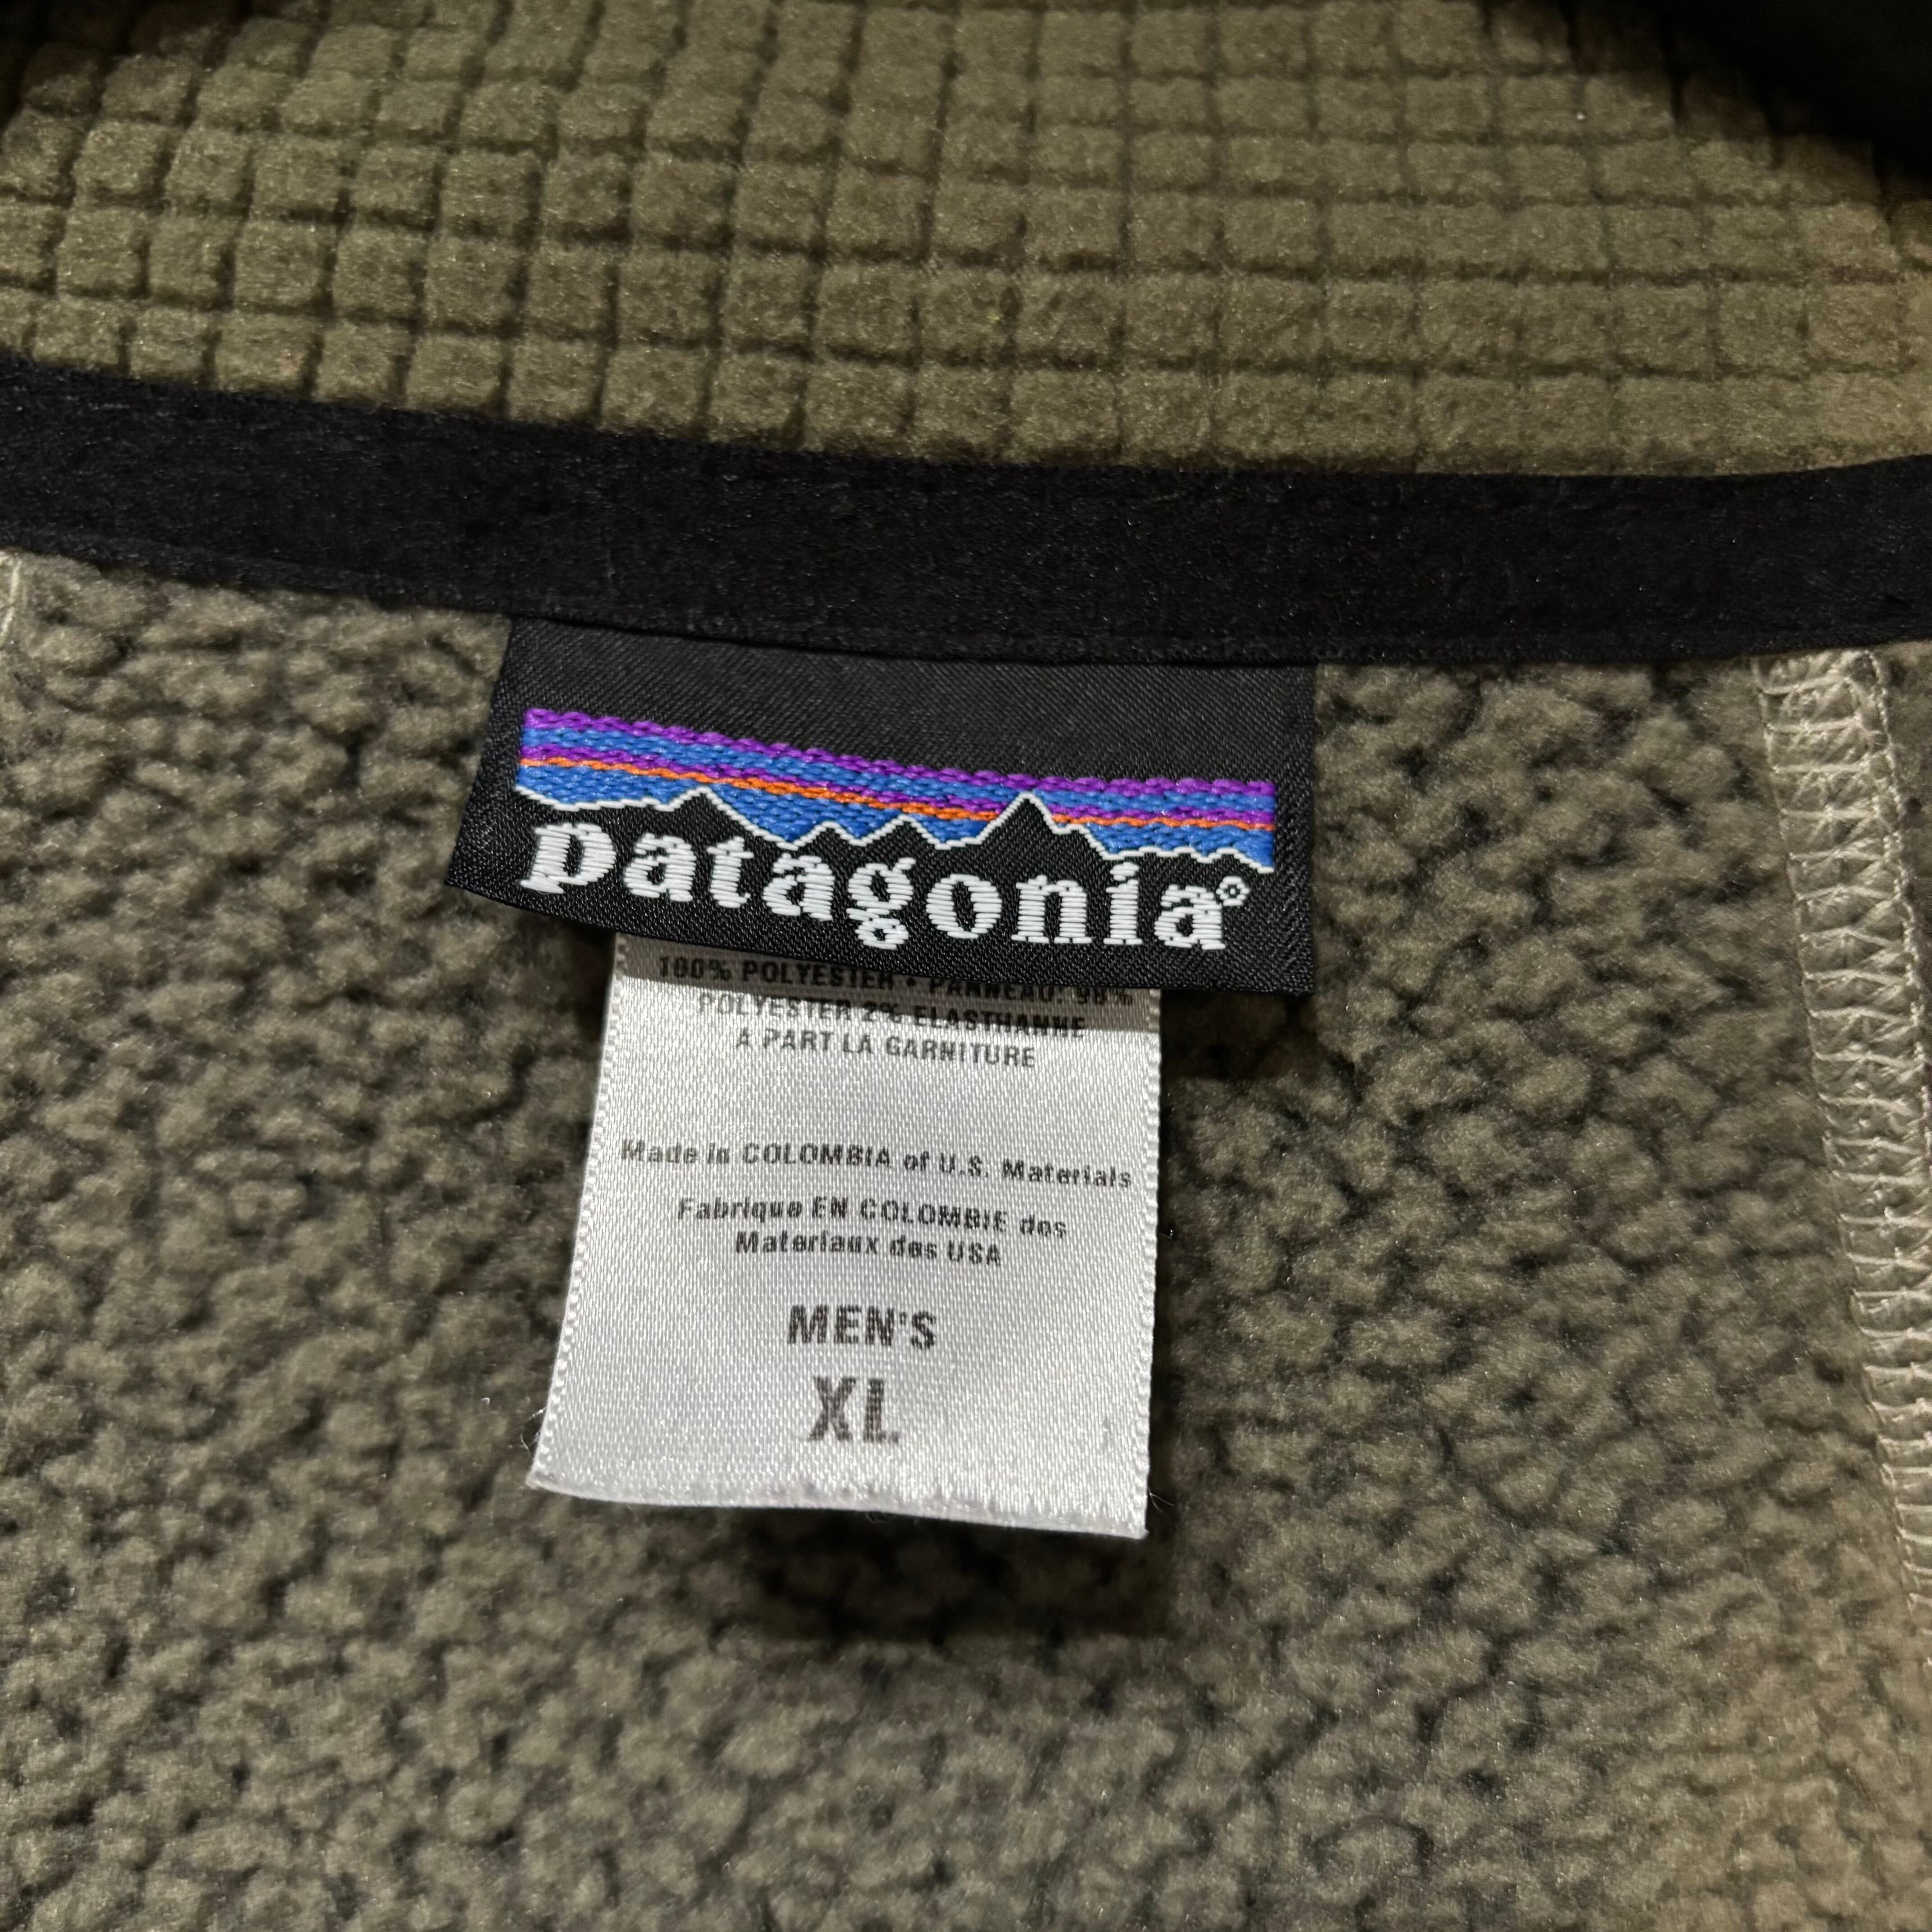 patagonia®
100% POLYESTER • PANNEAU: 98%
POLYESTER 2% ELASTHANNE
À PART LA GARNITURE
Made in COLOMBIA of U.S. Materials
Fabrique EN COLOMBIE des
Materiaux des USA
MEN'S
XL